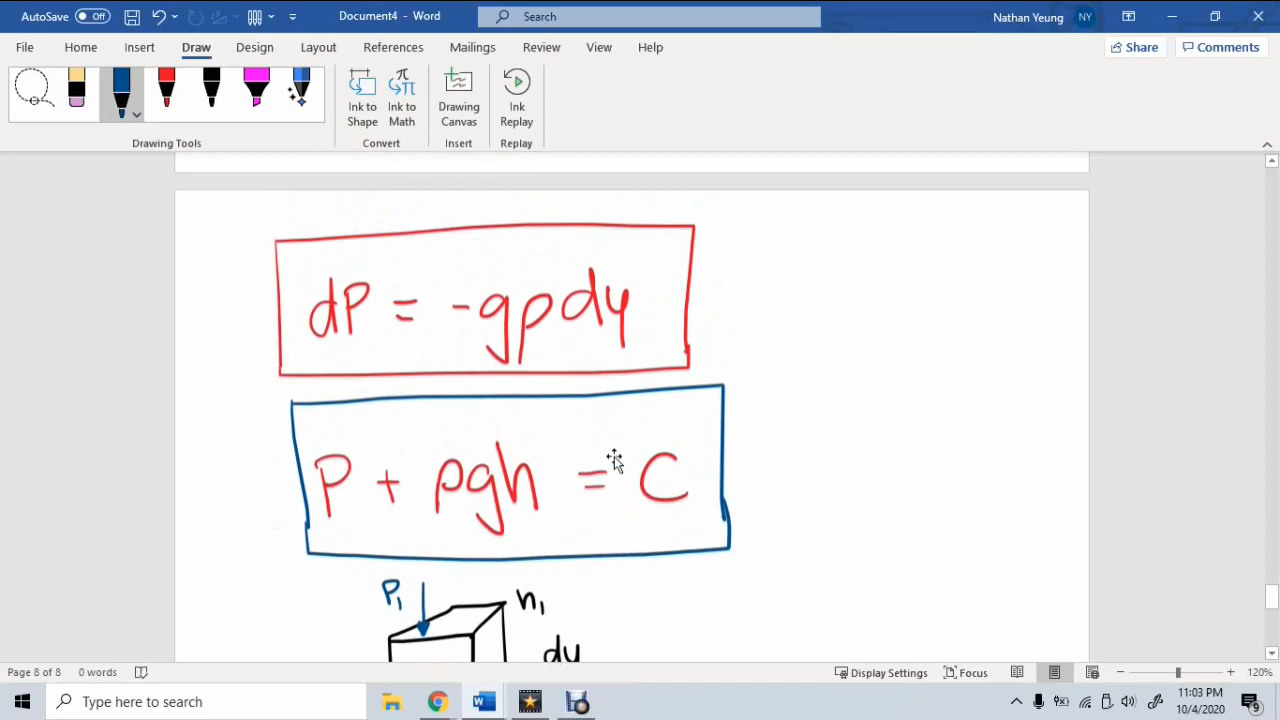 AutoSave Off Document4 - Word Search Nathan Yeung NY
File Home Insert Draw Design Layout References Mailings Review View Help Share Comments
Ink to Shape Ink to Math Drawing Canvas Ink Replay
Drawing Tools Convert Insert Replay
dP = -gρdy
P + ρgh = C
P₁ h₁
dy
Page 8 of 8 0 words Display Settings Focus 120%
Type here to search 11:03 PM
10/4/2020 9